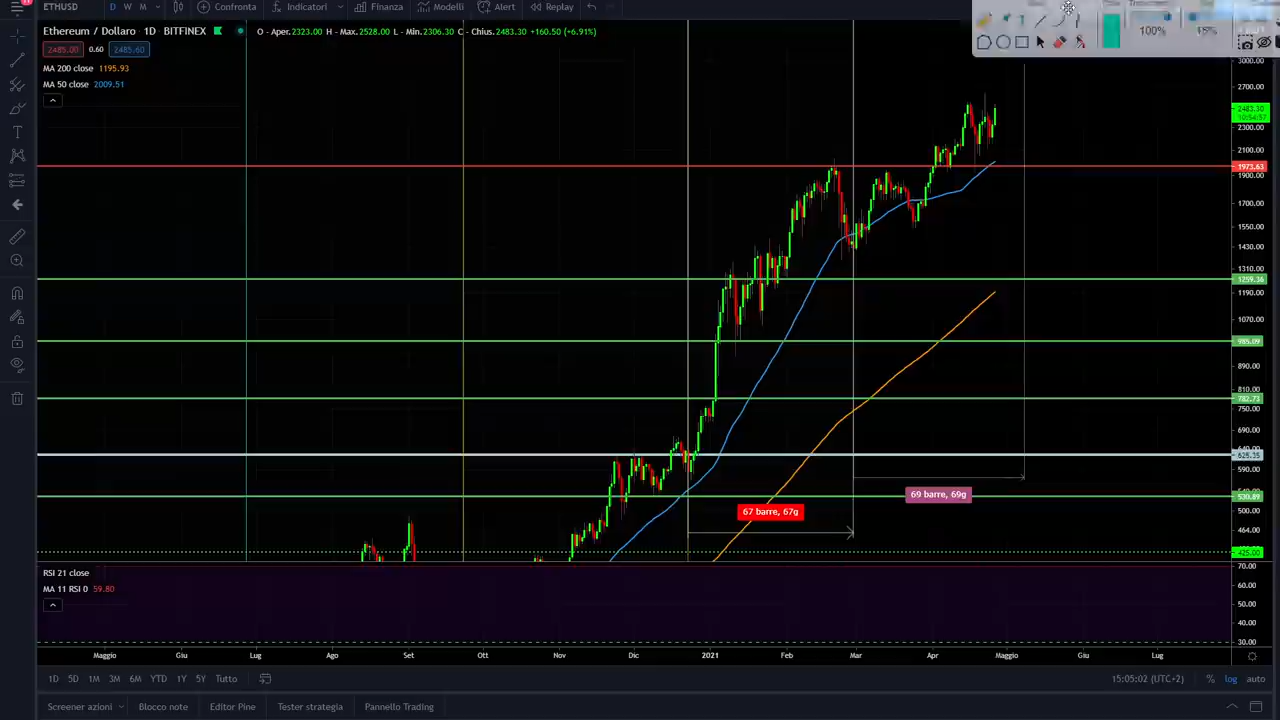 ETHUSD D W M Confronta Indicatori Finanza Modelli Alert Replay
100%
Ethereum / Dollaro 1D BITFINEX O - Aper.2323.00 H - Max.2528.00 L - Min.2306.30 C - Chius.2483.30 +160.50 (+6.91%)
2485.00 0.60 2485.60
MA 200 close 1195.93
MA 50 close 2009.51
3000.00
2700.00
2483.30
10:54:57
2300.00
2100.00
1973.63
1900.00
1700.00
1550.00
1430.00
1310.00
1259.36
1190.00
1070.00
985.09
890.00
810.00
782.73
750.00
690.00
625.25
590.00
69 barre, 69g
530.89
67 barre, 67g
500.00
464.00
425.00
RSI 21 close
MA 11 RSI 0 59.80
70.00
60.00
50.00
40.00
30.00
Maggio Giu Lug Ago Set Ott Nov Dic 2021 Feb Mar Apr Maggio Giu Lug
1D 5D 1M 3M 6M YTD 1Y 5Y Tutto 15:05:02 (UTC+2) % log auto
Screener azioni Blocco note Editor Pine Tester strategia Pannello Trading